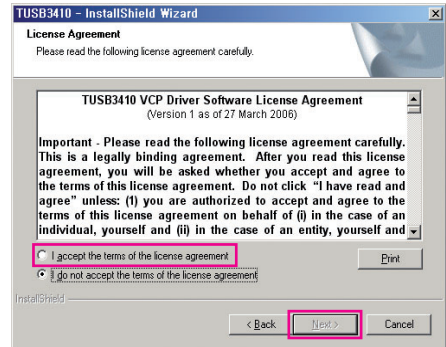 TUSB3410 - InstallShield Wizard
License Agreement
Please read the following license agreement carefully.
TUSB3410 VCP Driver Software License Agreement
(Version 1 as of 27 March 2006)
Important - Please read the following license agreement carefully.
This is a legally binding agreement. After you read this license
agreement, you will be asked whether you accept and agree to
the terms of this license agreement. Do not click "I have read and
agree" unless: (1) you are authorized to accept and agree to the
terms of this license agreement on behalf of (i) in the case of an
individual, yourself and (ii) in the case of an entity, yourself and
I accept the terms of the license agreement
Print
I do not accept the terms of the license agreement
InstallShield
< Back
Next >
Cancel